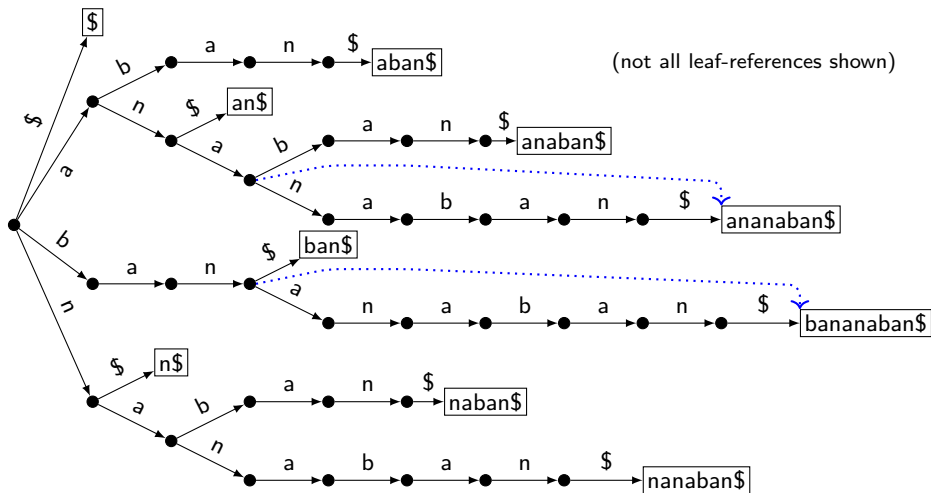 $
a n $
b aban$
(not all leaf-references shown)
$
n $ an$
a b a n $
anaban$
a
n a b a n $
ananaban$
b
a n $ ban$
a n a b a n $
bananaban$
n
$ n$
a b a n $
naban$
n a b a n $
nanaban$